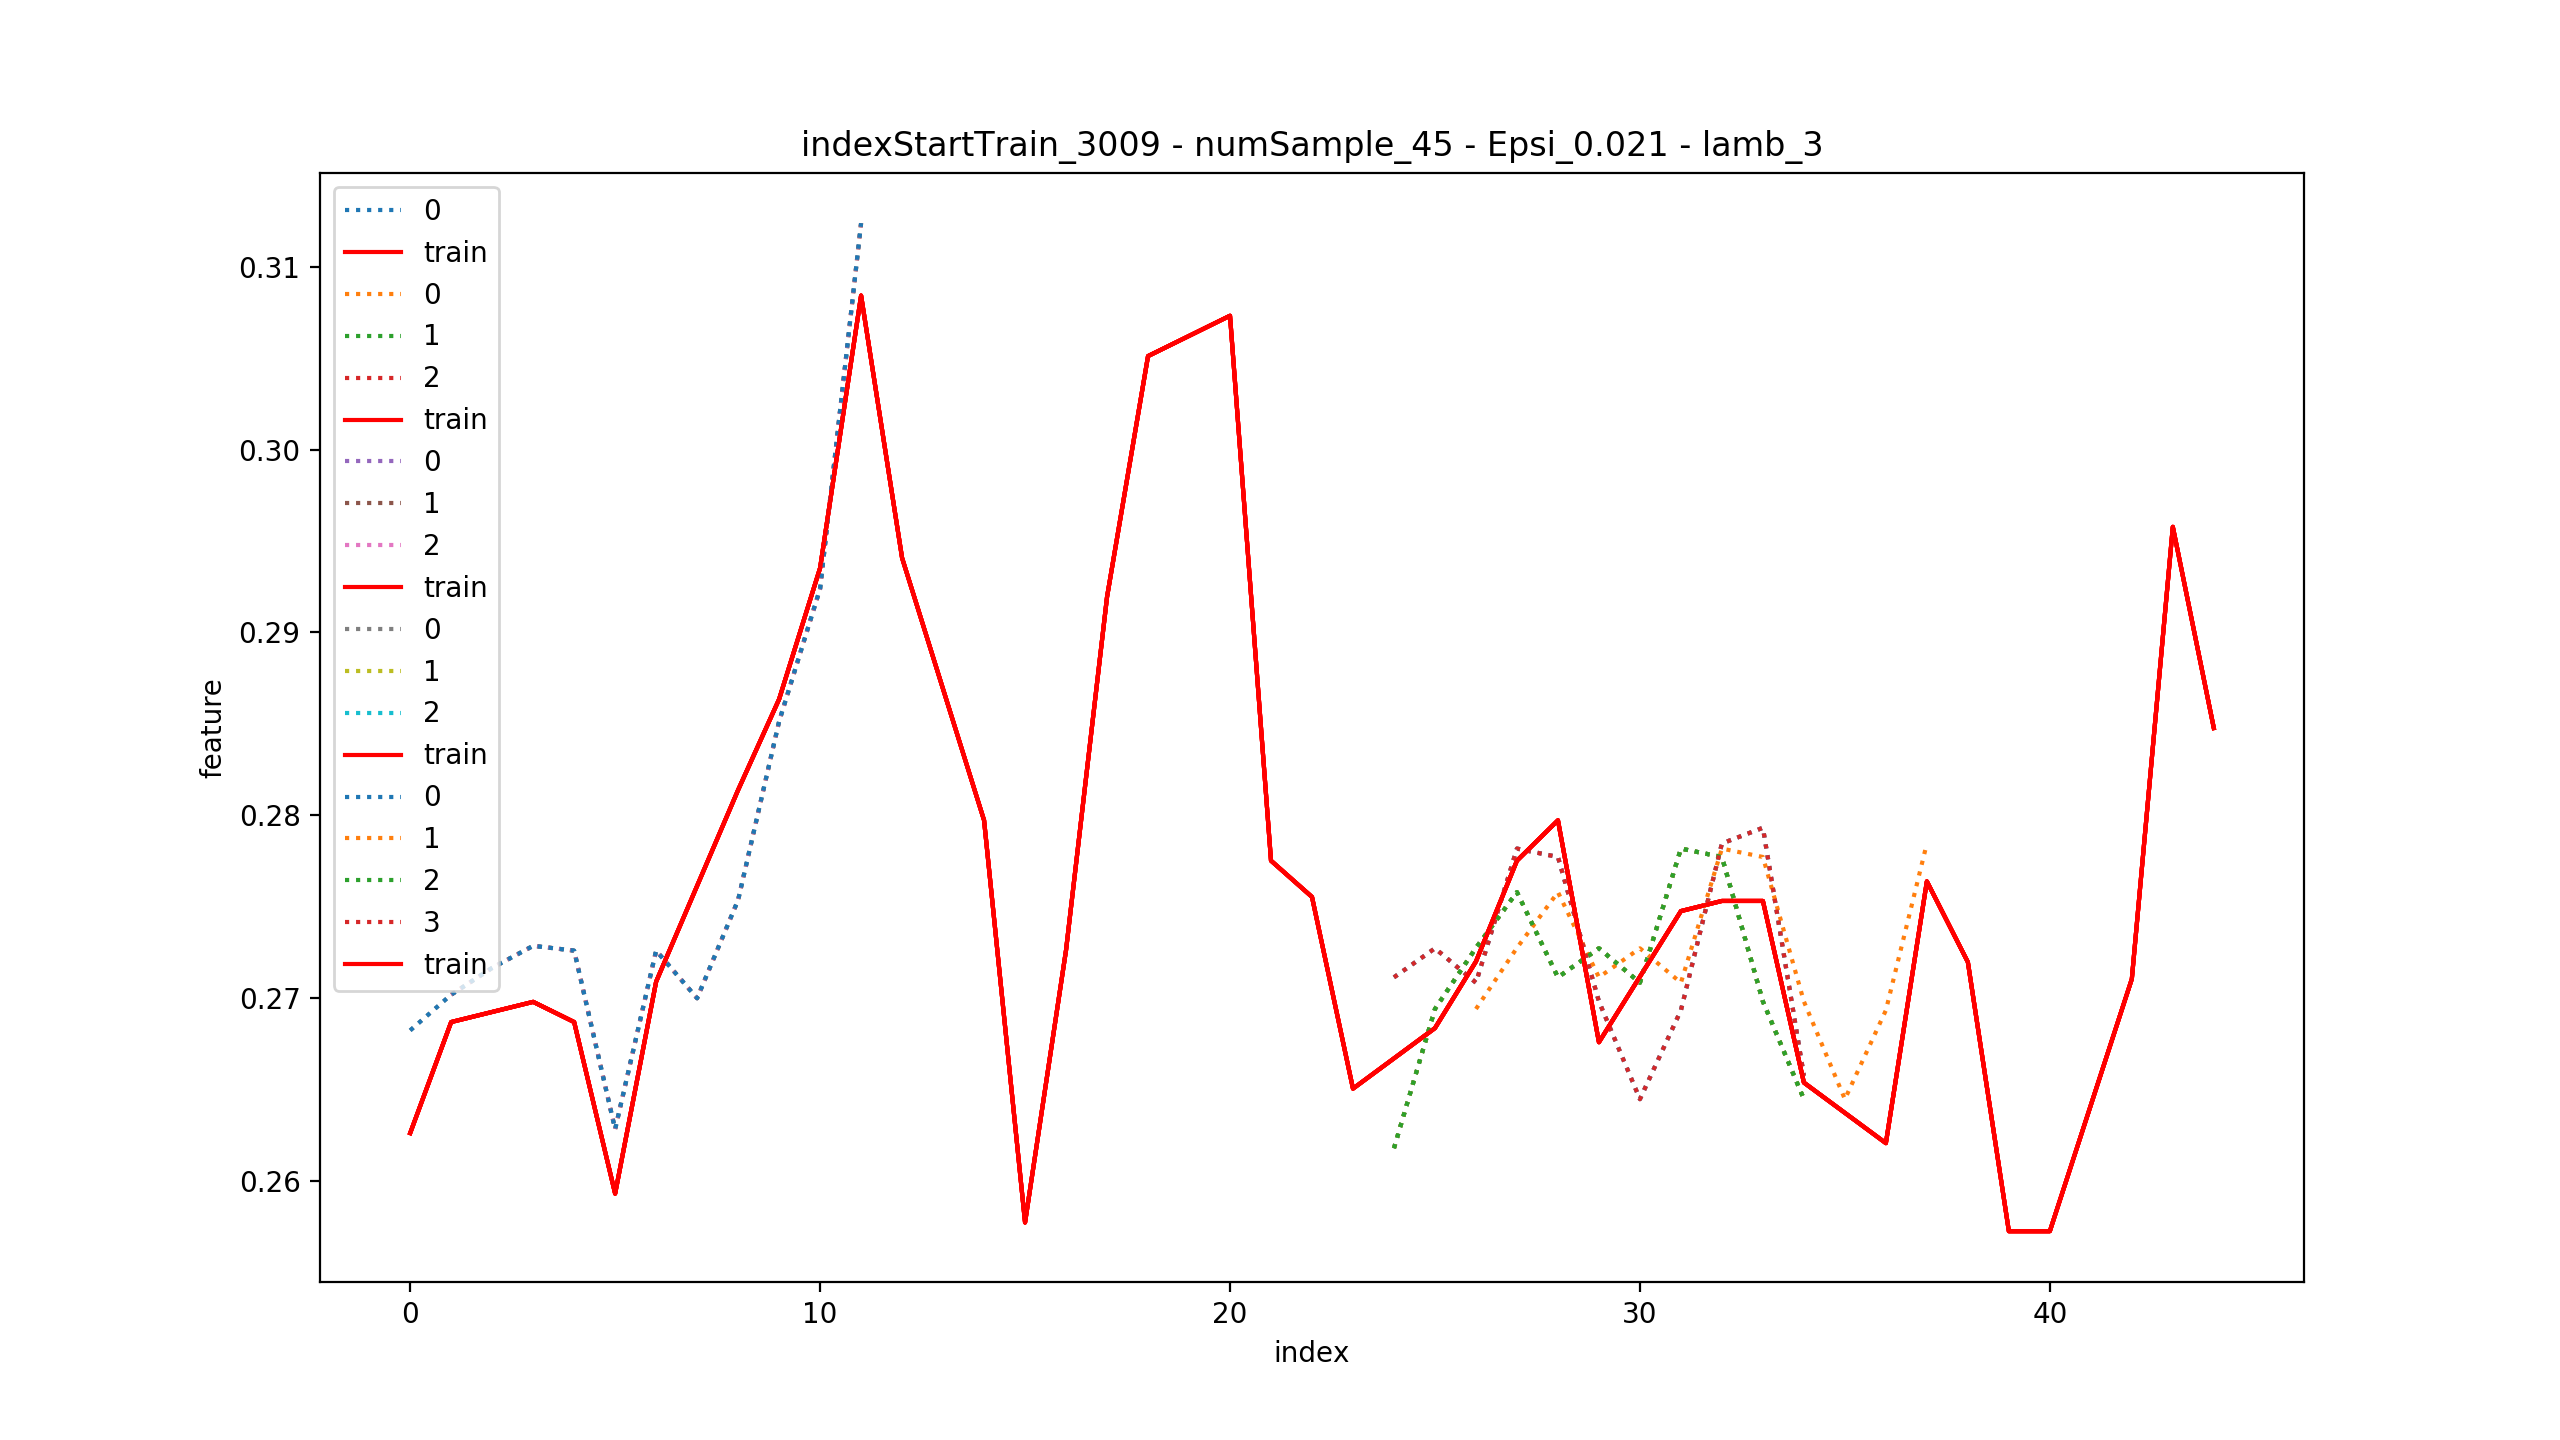 indexStartTrain_3009 - numSample_45 - Epsi_0.021 - lamb_3
0
train
0
1
2
train
0
1
2
train
0
1
2
train
0
1
2
3
train
0.31
0.30
0.29
0.28
0.27
0.26
feature
0 10 20 30 40
index